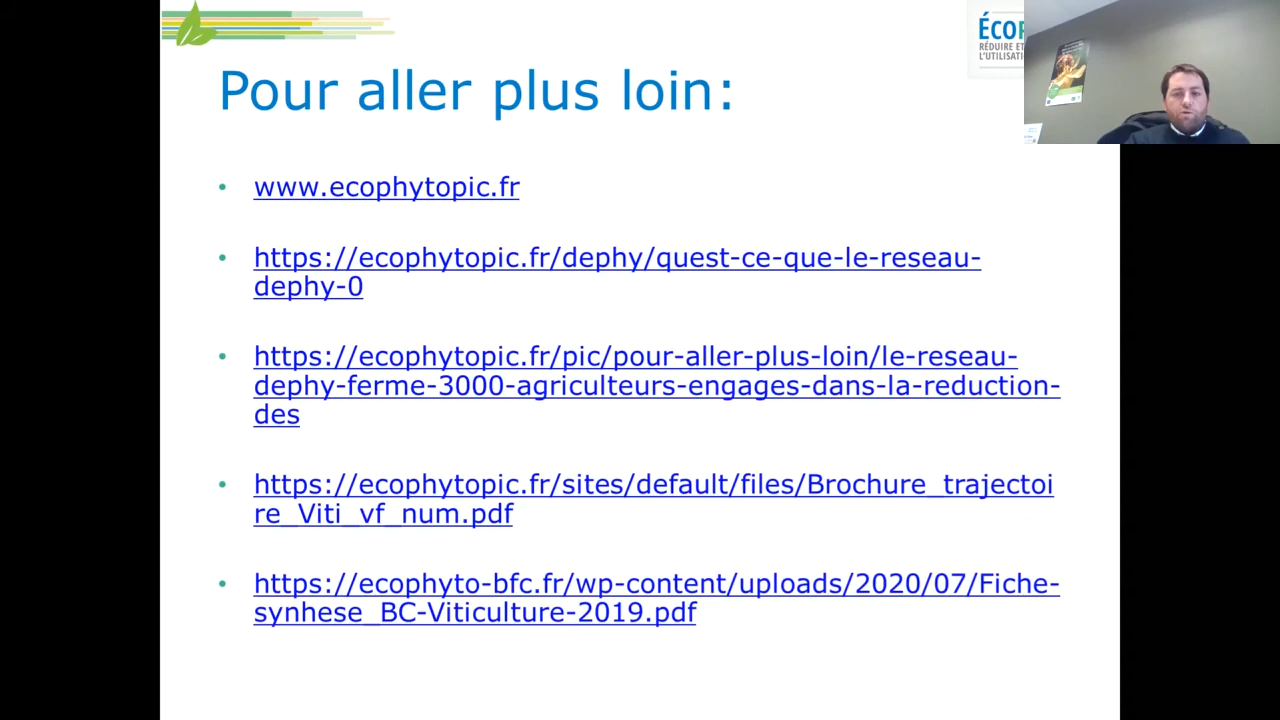 ÉCO
RÉDUIRE ET
L'UTILISATI
Pour aller plus loin:
• www.ecophytopic.fr
• https://ecophytopic.fr/dephy/quest-ce-que-le-reseau-
dephy-0
• https://ecophytopic.fr/pic/pour-aller-plus-loin/le-reseau-
dephy-ferme-3000-agriculteurs-engages-dans-la-reduction-
des
• https://ecophytopic.fr/sites/default/files/Brochure_trajectoi
re_Viti_vf_num.pdf
• https://ecophyto-bfc.fr/wp-content/uploads/2020/07/Fiche-
synhese_BC-Viticulture-2019.pdf